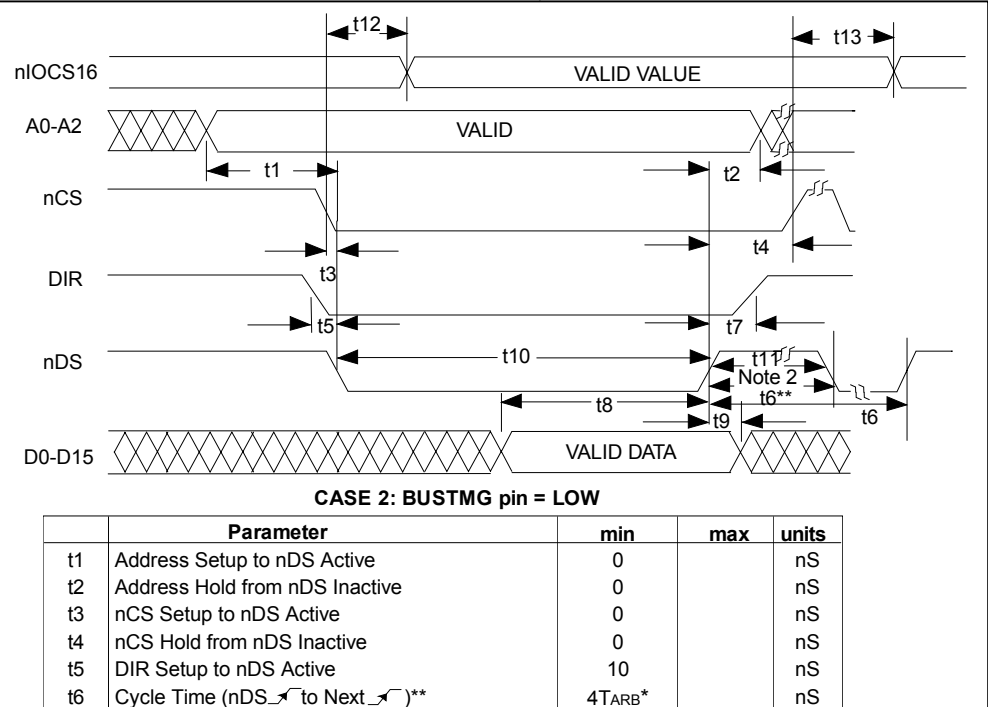 t12
t13
nIOCS16
VALID VALUE
A0-A2
VALID
t1
t2
nCS
t4
t3
DIR
t5
t7
nDS
t10
t11
Note 2
t6**
t8
t6
t9
D0-D15
VALID DATA
CASE 2: BUSTMG pin = LOW
Parameter min max units
t1 Address Setup to nDS Active 0 nS
t2 Address Hold from nDS Inactive 0 nS
t3 nCS Setup to nDS Active 0 nS
t4 nCS Hold from nDS Inactive 0 nS
t5 DIR Setup to nDS Active 10 nS
t6 Cycle Time (nDS to Next )** 4TARB* nS